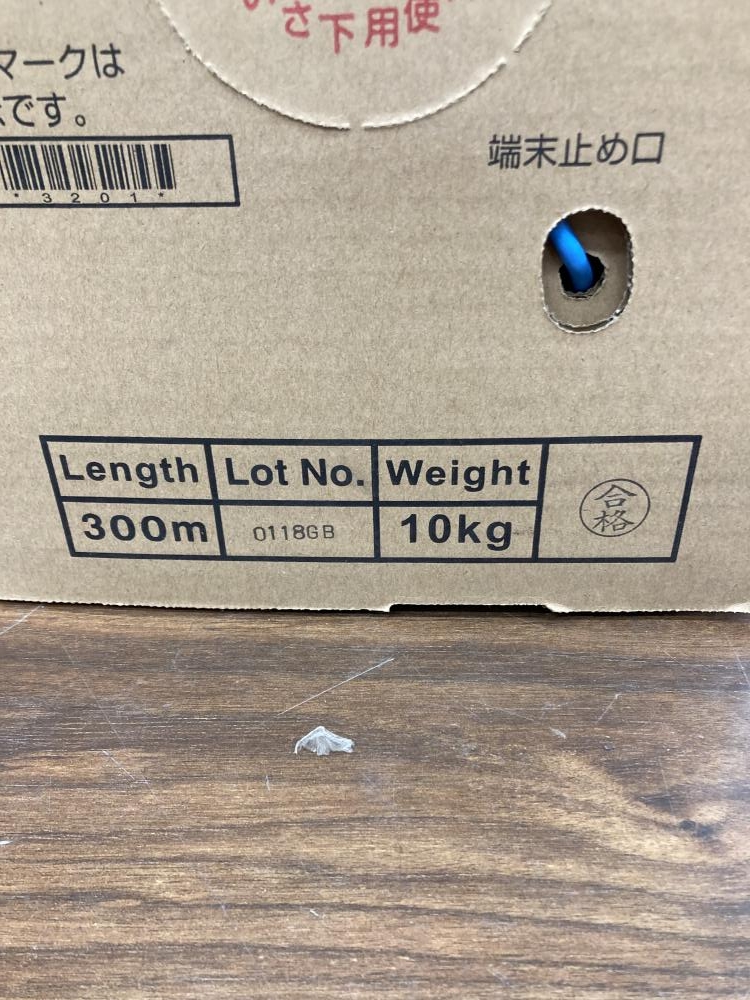 さ下用使
マークは
です。
*3201*
端末止め口
Length Lot No. Weight
300m 0118GB 10kg
合格